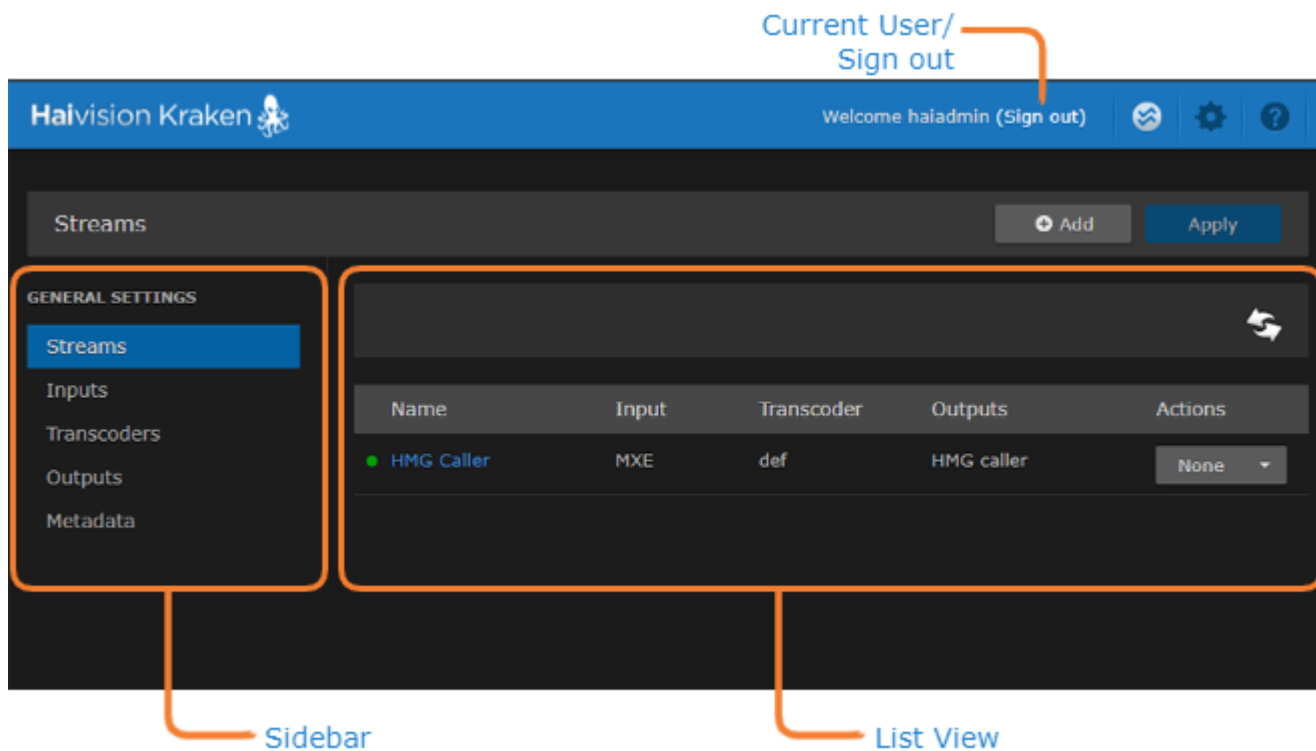 Current User/
Sign out
Haivision Kraken
Welcome haiadmin (Sign out)
Streams
Add
Apply
GENERAL SETTINGS
Streams
Inputs
Transcoders
Outputs
Metadata
Name Input Transcoder Outputs Actions
HMG Caller MXE def HMG caller None
Sidebar
List View